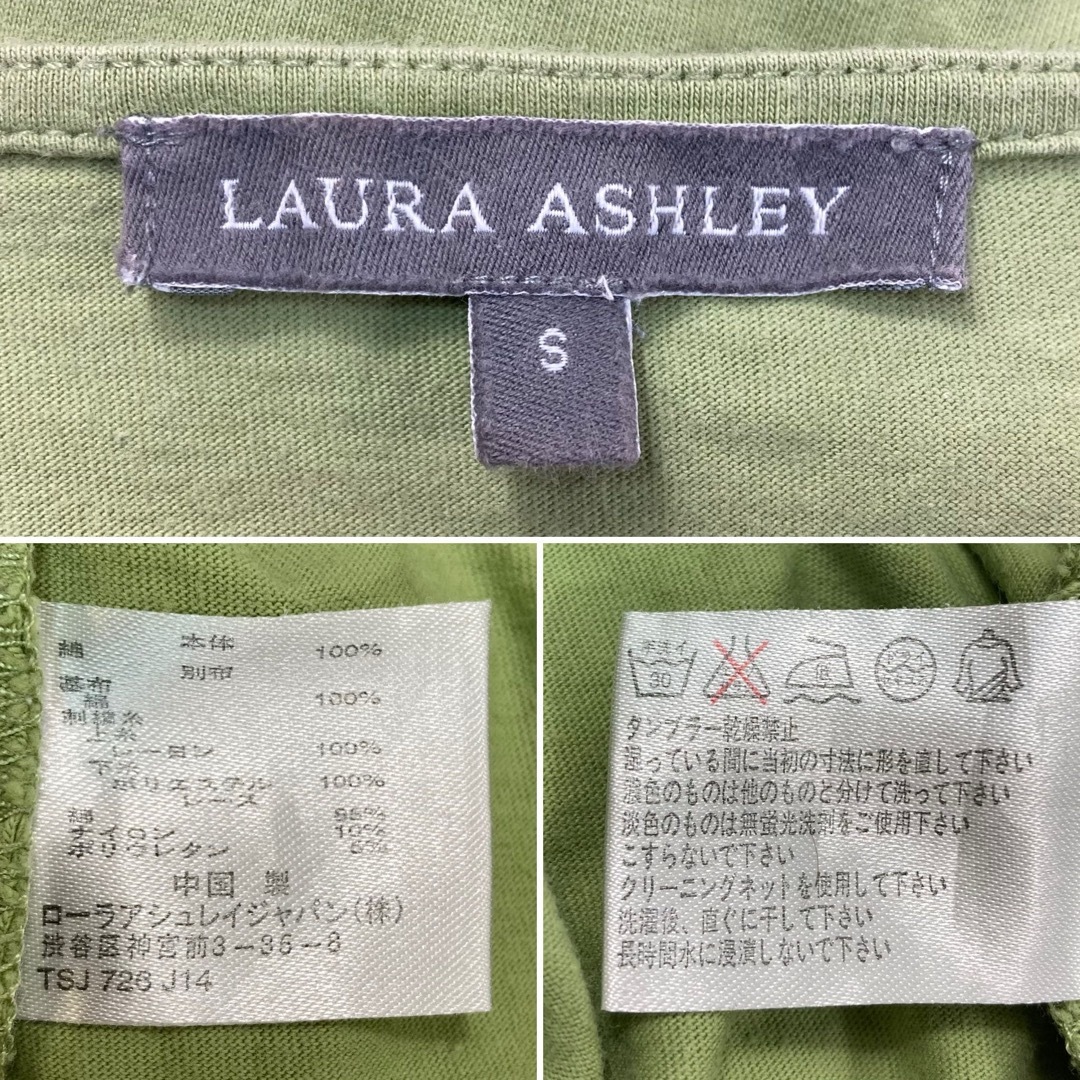 LAURA ASHLEY
S
本体
綿 100%
別布
綿 100%
刺繍糸
上糸
レーヨン 100%
下糸
ポリエステル 100%
レース
綿
ナイロン 10%
ポリウレタン 5%
中国 製
ローラアシュレイジャパン(株)
渋谷区神宮前3-35-8
TSJ 726 J14
ネオイ
30
タンブラー乾燥禁止
湿っている間に当初の寸法に形を直して下さい
濃色のものは他のものと分けて洗って下さい
淡色のものは無蛍光洗剤をご使用下さい
こすらないで下さい
クリーニングネットを使用して下さい
洗濯後、直ぐに干して下さい
長時間水に浸漬しないで下さい